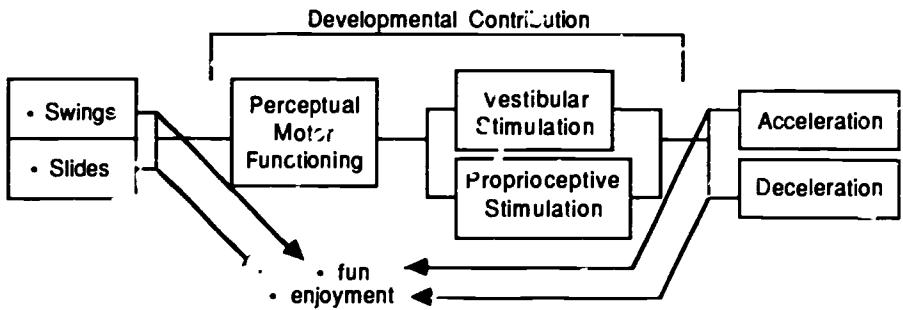 Developmental Contribution
• Swings
• Slides
Perceptual
Motor
Functioning
Vestibular
Stimulation
Proprioceptive
Stimulation
Acceleration
Deceleration
• fun
• enjoyment